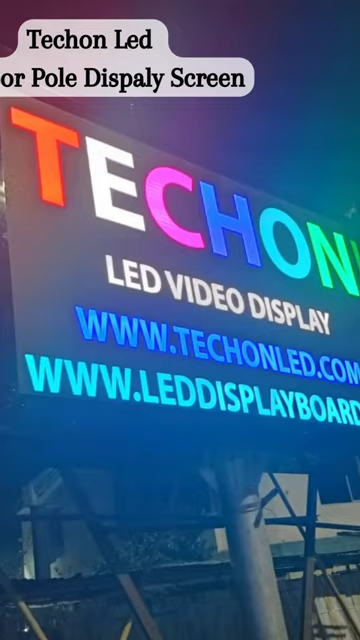 Techon Led
or Pole Dispaly Screen
TECHON
LED VIDEO DISPLAY
WWW.TECHONLED.COM
WWW.LEDDISPLAYBOARD